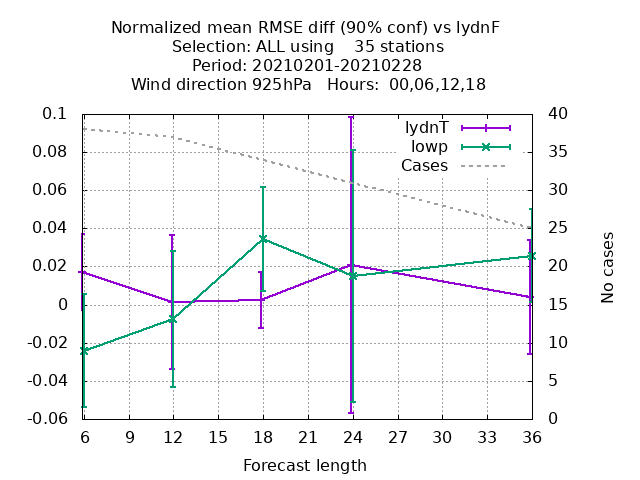 Normalized mean RMSE diff (90% conf) vs lydnF
Selection: ALL using    35 stations
Period: 20210201-20210228
Wind direction 925hPa   Hours:  00,06,12,18
0.1
0.08
0.06
0.04
0.02
0
-0.02
-0.04
-0.06
lydnT
lowp
Cases
40
35
30
25
20
15
10
5
0
No cases
6 9 12 15 18 21 24 27 30 33 36
Forecast length